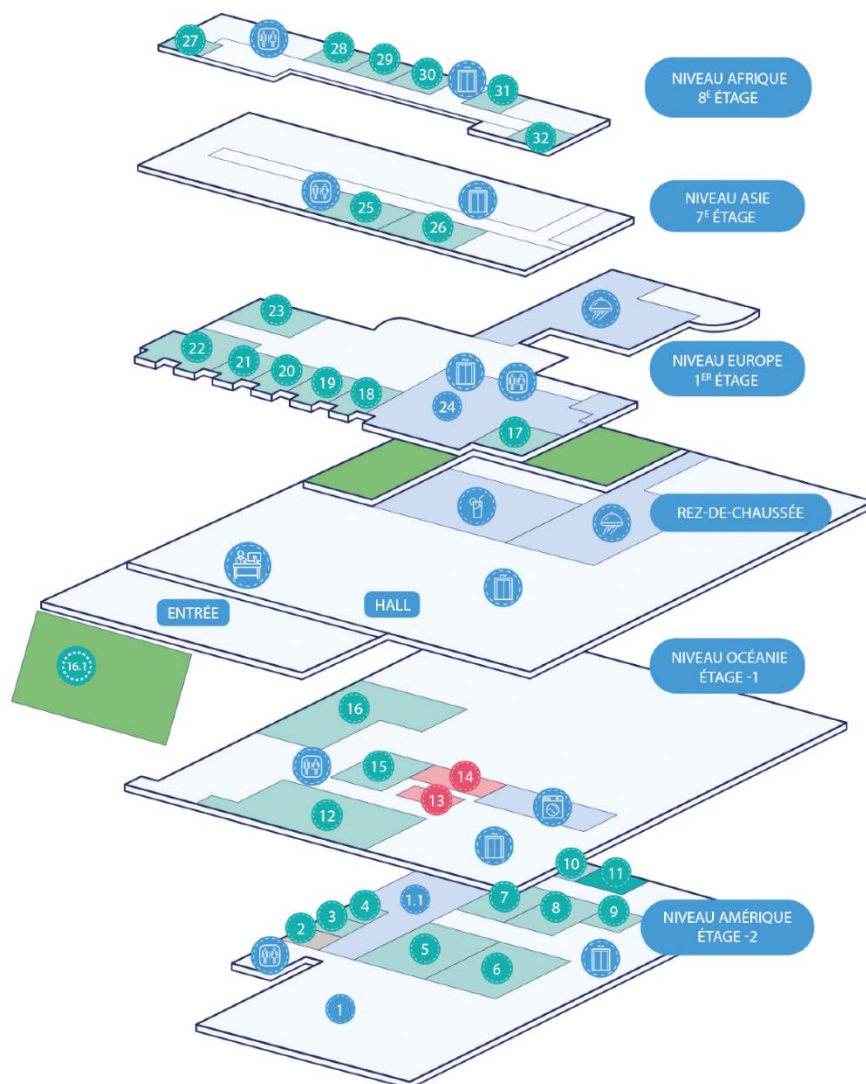 27
28
29
30
31
32
NIVEAU AFRIQUE
8E ÉTAGE
25
26
NIVEAU ASIE
7E ÉTAGE
23
22
21
20
19
18
24
17
NIVEAU EUROPE
1ER ÉTAGE
REZ-DE-CHAUSSÉE
ENTRÉE
HALL
16.1
NIVEAU OCÉANIE
ÉTAGE -1
16
15
14
13
12
10
11
1.1
7
8
9
4
3
2
5
6
1
NIVEAU AMÉRIQUE
ÉTAGE -2